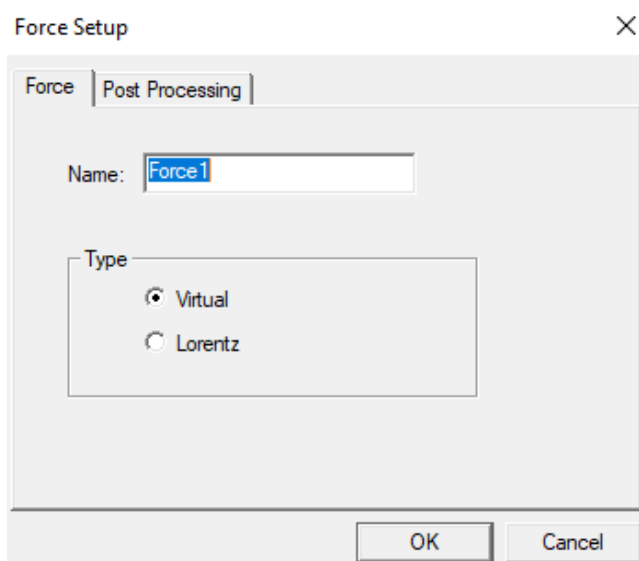 Force Setup
Force Post Processing
Name: Force1
Type
Virtual
Lorentz
OK Cancel